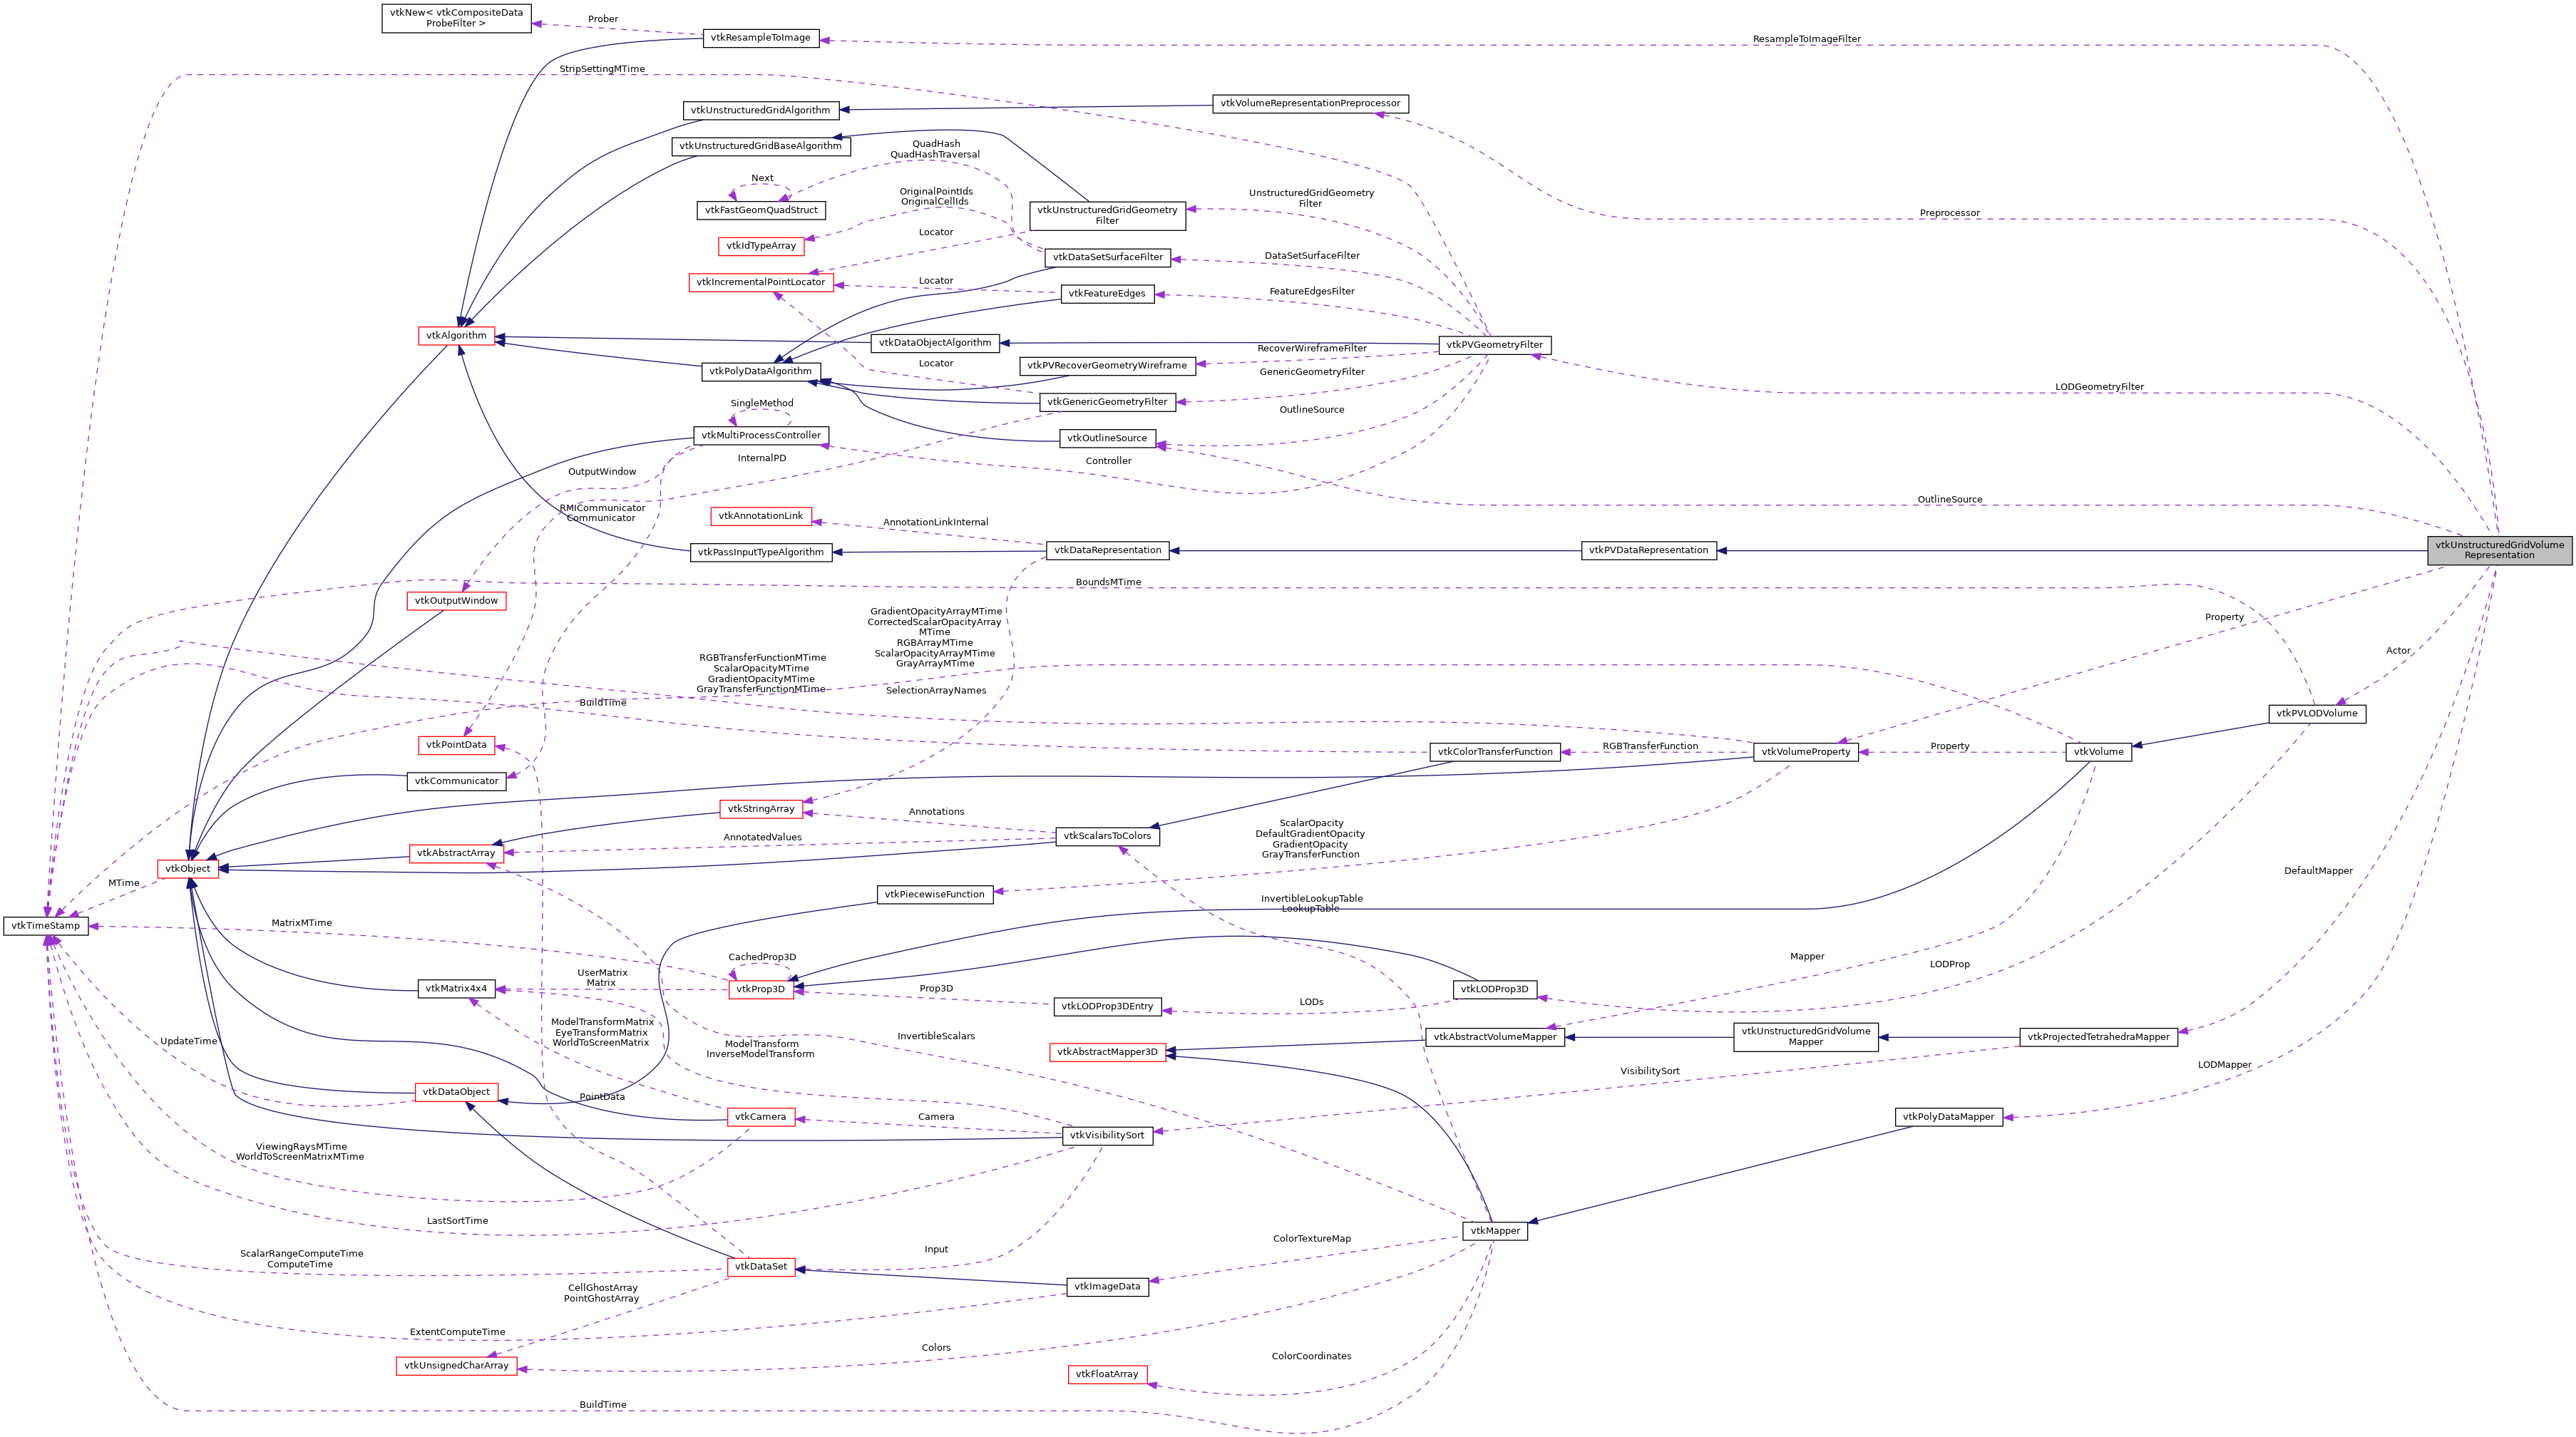 vtkNew< vtkCompositeData
ProbeFilter >
Prober
vtkResampleToImage
ResampleToImageFilter
StripSettingMTime
vtkUnstructuredGridAlgorithm
vtkVolumeRepresentationPreprocessor
vtkUnstructuredGridBaseAlgorithm
QuadHash
QuadHashTraversal
Next
vtkFastGeomQuadStruct
OriginalPointIds
OriginalCellIds
vtkUnstructuredGridGeometry
Filter
UnstructuredGridGeometry
Filter
Preprocessor
vtkIdTypeArray
Locator
vtkDataSetSurfaceFilter
DataSetSurfaceFilter
vtkIncrementalPointLocator
Locator
vtkFeatureEdges
FeatureEdgesFilter
vtkAlgorithm
vtkDataObjectAlgorithm
vtkPVGeometryFilter
RecoverWireframeFilter
vtkPolyDataAlgorithm
Locator
vtkPVRecoverGeometryWireframe
GenericGeometryFilter
LODGeometryFilter
SingleMethod
vtkGenericGeometryFilter
OutlineSource
vtkMultiProcessController
vtkOutlineSource
InternalPD
Controller
OutputWindow
OutlineSource
RMICommunicator
Communicator
vtkAnnotationLink
AnnotationLinkInternal
vtkPassInputTypeAlgorithm
vtkDataRepresentation
vtkPVDataRepresentation
vtkUnstructuredGridVolume
Representation
BoundsMTime
vtkOutputWindow
GradientOpacityArrayMTime
CorrectedScalarOpacityArray
MTime
RGBArrayMTime
ScalarOpacityArrayMTime
GrayArrayMTime
Property
Actor
RGBTransferFunctionMTime
ScalarOpacityMTime
GradientOpacityMTime
GrayTransferFunctionMTime
SelectionArrayNames
BuildTime
vtkPVLODVolume
vtkPointData
vtkColorTransferFunction
RGBTransferFunction
vtkVolumeProperty
Property
vtkVolume
vtkCommunicator
vtkStringArray
Annotations
ScalarOpacity
DefaultGradientOpacity
GradientOpacity
GrayTransferFunction
AnnotatedValues
vtkScalarsToColors
vtkAbstractArray
vtkObject
MTime
DefaultMapper
vtkPiecewiseFunction
InvertibleLookupTable
LookupTable
vtkTimeStamp
MatrixMTime
CachedProp3D
Mapper
LODProp
UserMatrix
Matrix
vtkMatrix4x4
vtkProp3D
Prop3D
vtkLODProp3DEntry
LODs
vtkLODProp3D
ModelTransformMatrix
EyeTransformMatrix
WorldToScreenMatrix
UpdateTime
ModelTransform
InverseModelTransform
InvertibleScalars
vtkAbstractMapper3D
vtkAbstractVolumeMapper
vtkUnstructuredGridVolume
Mapper
vtkProjectedTetrahedraMapper
VisibilitySort
LODMapper
vtkDataObject
PointData
vtkCamera
Camera
vtkPolyDataMapper
vtkVisibilitySort
ViewingRaysMTime
WorldToScreenMatrixMTime
LastSortTime
vtkMapper
Input
ColorTextureMap
ScalarRangeComputeTime
ComputeTime
vtkDataSet
CellGhostArray
PointGhostArray
vtkImageData
ExtentComputeTime
Colors
ColorCoordinates
vtkUnsignedCharArray
vtkFloatArray
BuildTime